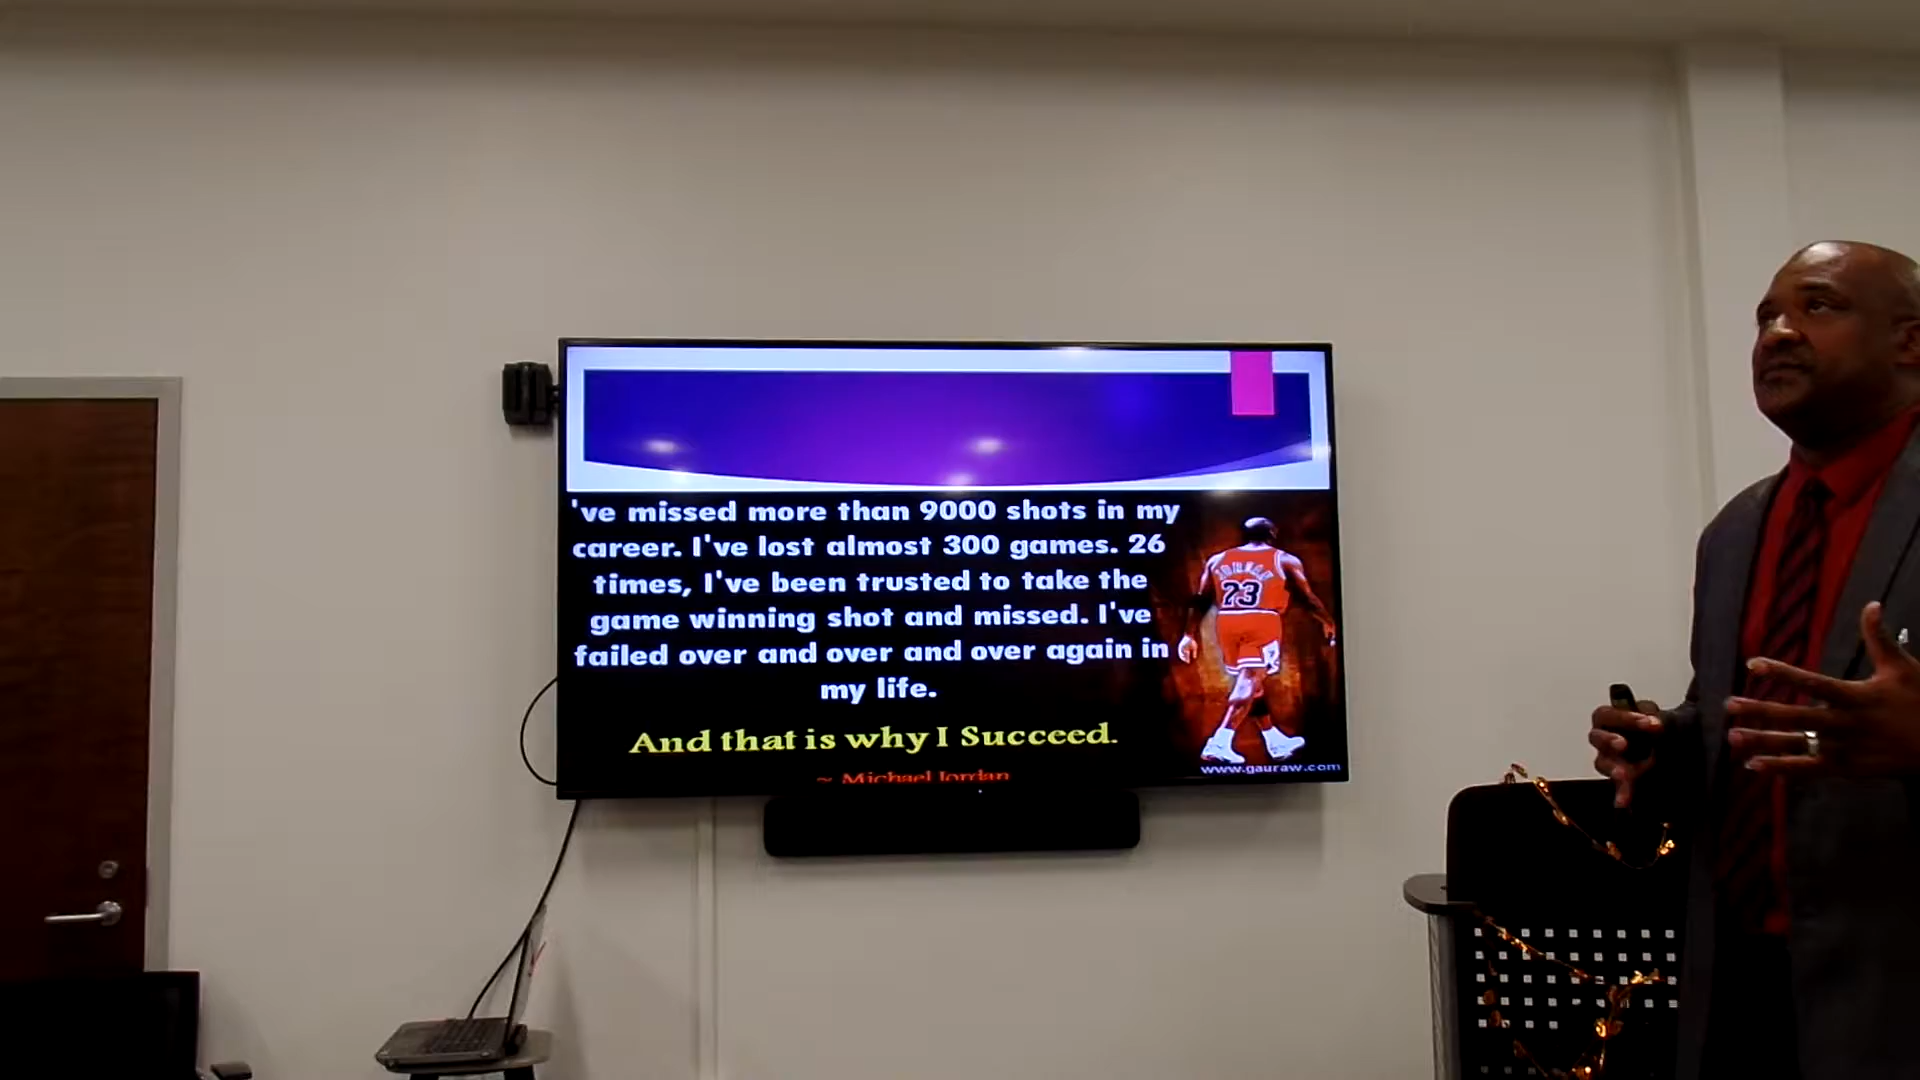 've missed more than 9000 shots in my
career. I've lost almost 300 games. 26
times, I've been trusted to take the
game winning shot and missed. I've
failed over and over and over again in
my life.
And that is why I Succeed.
~ Michael Jordan
JORDAN
23
www.gauraw.com